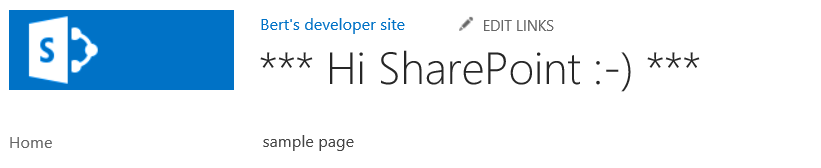 Bert's developer site
EDIT LINKS
*** Hi SharePoint :-) ***
Home
sample page